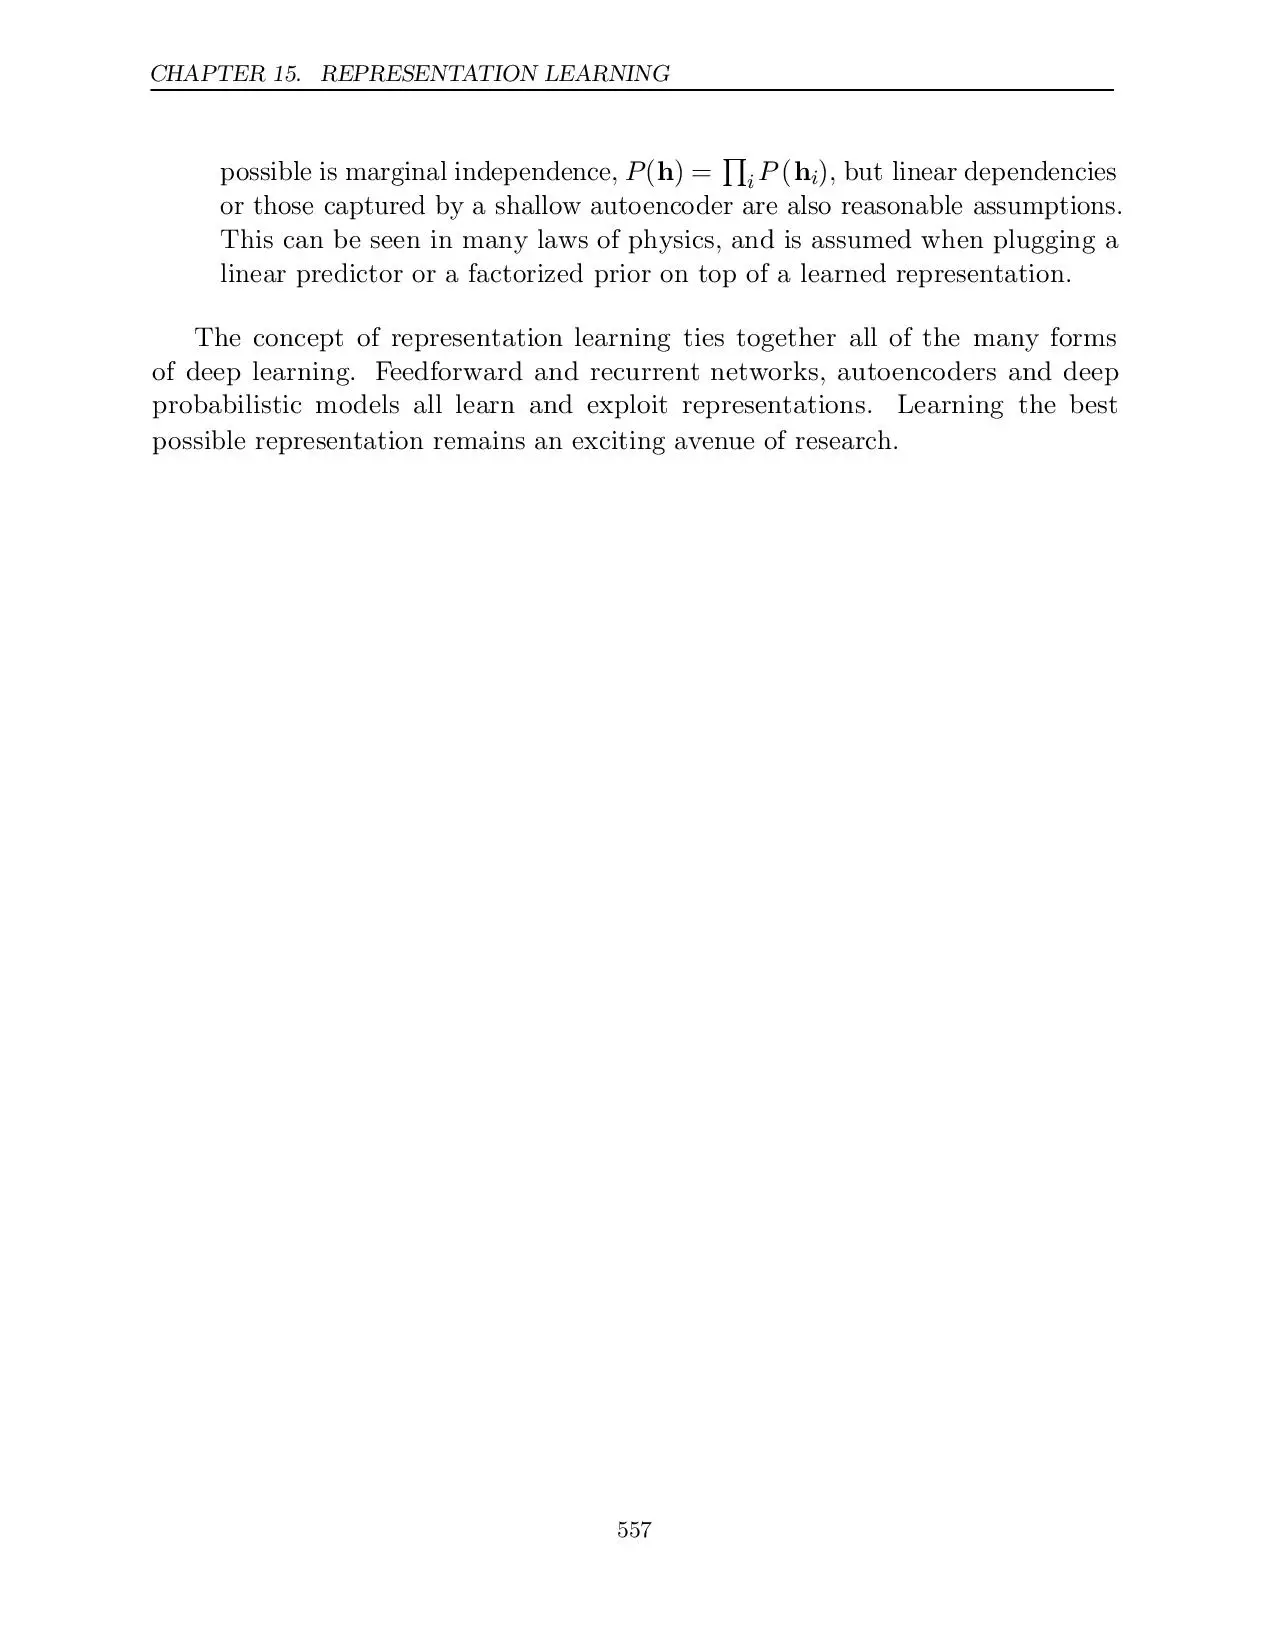 CHAPTER 15. REPRESENTATION LEARNING
possible is marginal independence, P(h) = ∏i P(hi), but linear dependencies
or those captured by a shallow autoencoder are also reasonable assumptions.
This can be seen in many laws of physics, and is assumed when plugging a
linear predictor or a factorized prior on top of a learned representation.
The concept of representation learning ties together all of the many forms
of deep learning. Feedforward and recurrent networks, autoencoders and deep
probabilistic models all learn and exploit representations. Learning the best
possible representation remains an exciting avenue of research.
557